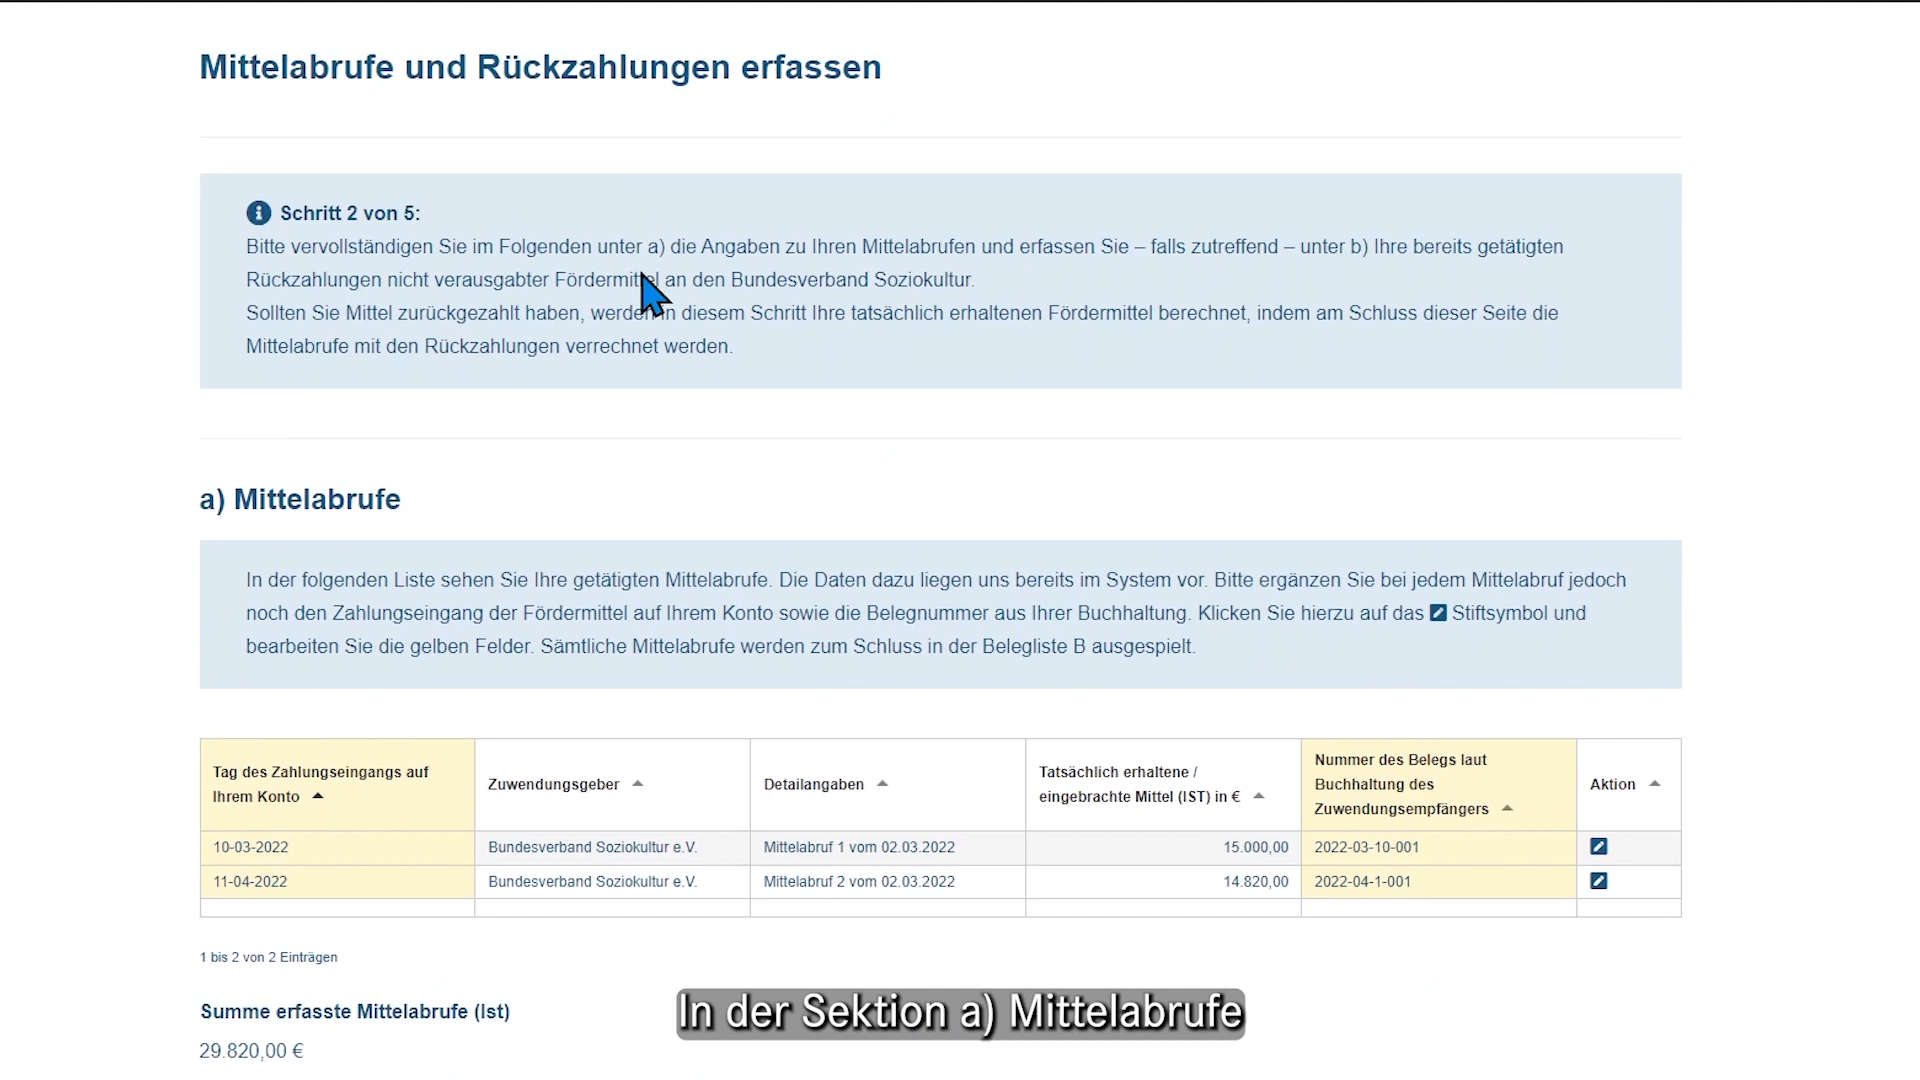 Mittelabrufe und Rückzahlungen erfassen
Schritt 2 von 5:
Bitte vervollständigen Sie im Folgenden unter a) die Angaben zu Ihren Mittelabrufen und erfassen Sie – falls zutreffend – unter b) Ihre bereits getätigten
Rückzahlungen nicht verausgabter Fördermittel an den Bundesverband Soziokultur.
Sollten Sie Mittel zurückgezahlt haben, werden in diesem Schritt Ihre tatsächlich erhaltenen Fördermittel berechnet, indem am Schluss dieser Seite die
Mittelabrufe mit den Rückzahlungen verrechnet werden.
a) Mittelabrufe
In der folgenden Liste sehen Sie Ihre getätigten Mittelabrufe. Die Daten dazu liegen uns bereits im System vor. Bitte ergänzen Sie bei jedem Mittelabruf jedoch
noch den Zahlungseingang der Fördermittel auf Ihrem Konto sowie die Belegnummer aus Ihrer Buchhaltung. Klicken Sie hierzu auf das Stiftsymbol und
bearbeiten Sie die gelben Felder. Sämtliche Mittelabrufe werden zum Schluss in der Belegliste B ausgespielt.
Tag des Zahlungseingangs auf
Ihrem Konto
Zuwendungsgeber
Detailangaben
Tatsächlich erhaltene /
eingebrachte Mittel (IST) in €
Nummer des Belegs laut
Buchhaltung des
Zuwendungsempfängers
Aktion
10-03-2022 Bundesverband Soziokultur e.V. Mittelabruf 1 vom 02.03.2022 15.000,00 2022-03-10-001
11-04-2022 Bundesverband Soziokultur e.V. Mittelabruf 2 vom 02.03.2022 14.820,00 2022-04-1-001
1 bis 2 von 2 Einträgen
Summe erfasste Mittelabrufe (Ist)
29.820,00 €
In der Sektion a) Mittelabrufe